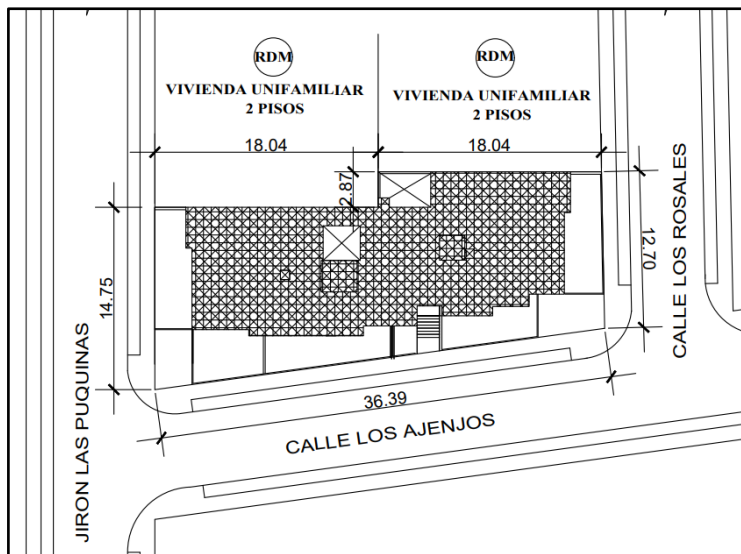 RDM
VIVIENDA UNIFAMILIAR
2 PISOS
RDM
VIVIENDA UNIFAMILIAR
2 PISOS
18.04
18.04
2.87
14.75
12.70
36.39
JIRON LAS PUQUINAS
CALLE LOS AJENJOS
CALLE LOS ROSALES